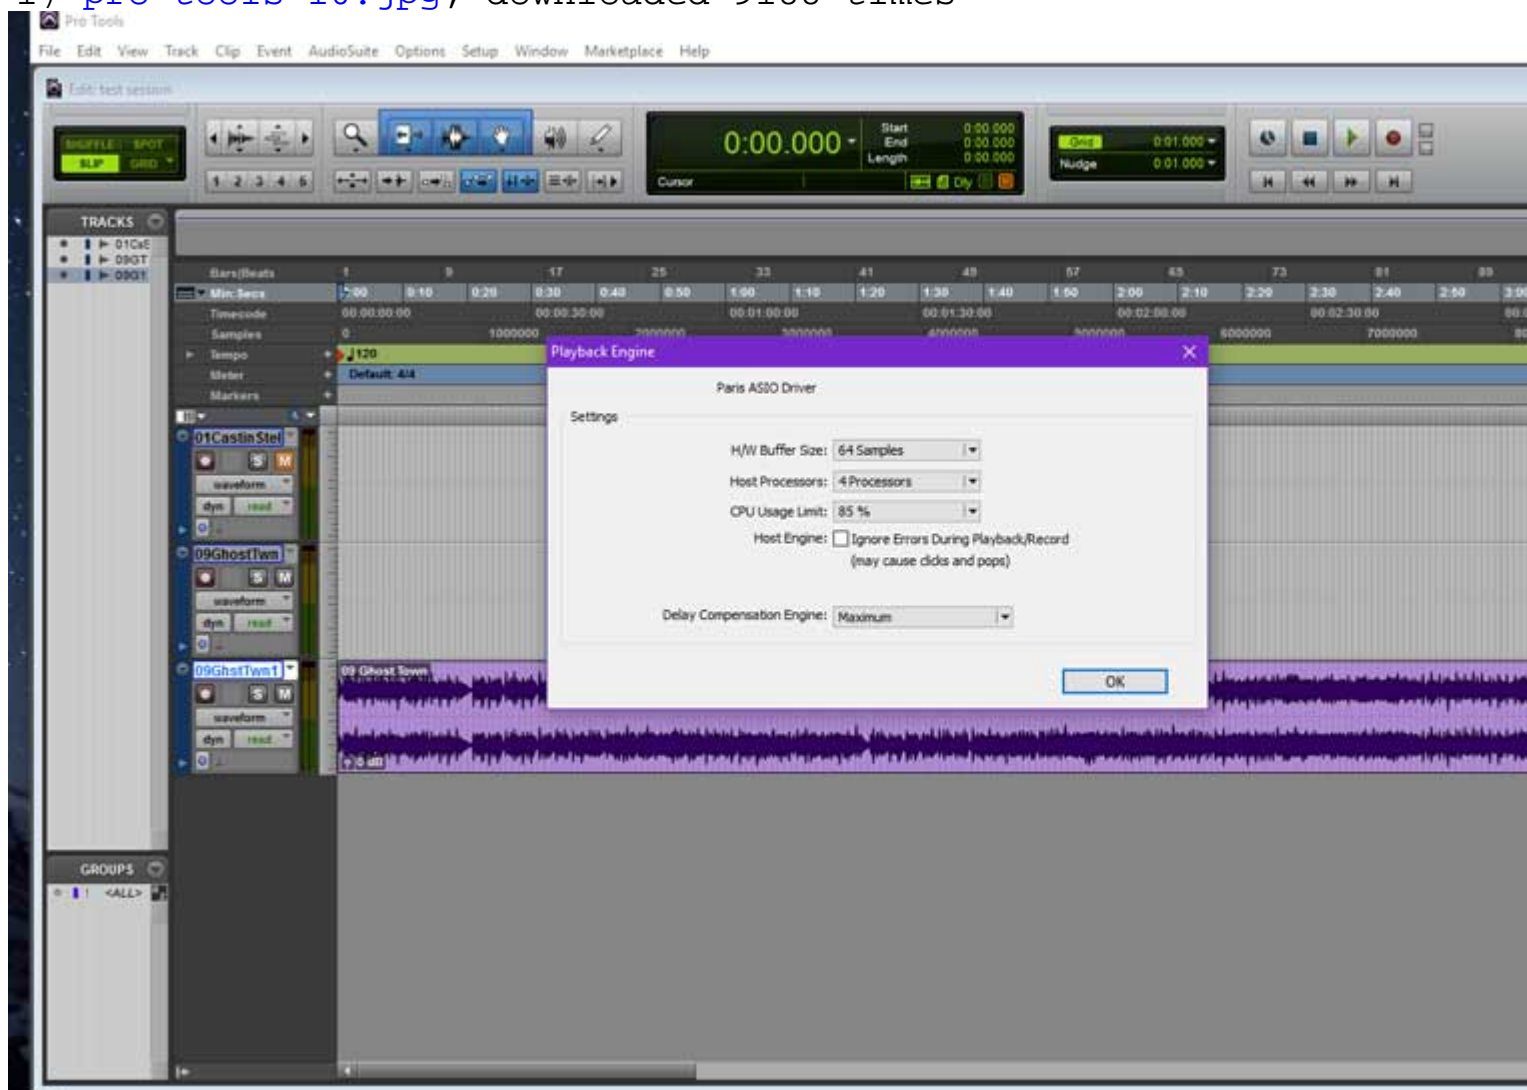 Pro Tools
File Edit View Track Clip Event AudioSuite Options Setup Window Marketplace Help
Edit: test session
SHUFFLE SPOT
SLIP GRID
1 2 3 4 5
0:00.000
Start 0:00.000
End 0:00.000
Length 0:00.000
Cursor
Dly
Grid 0:01.000
Nudge 0:01.000
TRACKS
01CsS
09GT
09G1
Bars|Beats 1 9 17 25 33 41 49 57 65 73 81 89
Min:Secs 0:00 0:10 0:20 0:30 0:40 0:50 1:00 1:10 1:20 1:30 1:40 1:50 2:00 2:10 2:20 2:30 2:40 2:50 3:00
Timecode 00:00:00:00 00:00:30:00 00:01:00:00 00:01:30:00 00:02:00:00 00:02:30:00
Samples 0 1000000 2000000 3000000 4000000 5000000 6000000 7000000
Tempo 120
Meter Default: 4/4
Markers
Playback Engine
Paris ASIO Driver
Settings
H/W Buffer Size: 64 Samples
Host Processors: 4 Processors
CPU Usage Limit: 85 %
Host Engine: Ignore Errors During Playback/Record
(may cause clicks and pops)
Delay Compensation Engine: Maximum
OK
01CastinStel
S M
waveform
dyn read
09GhostTwn
S M
waveform
dyn read
09GhstTwn1
S M
waveform
dyn read
09 Ghost Town
0 dB
GROUPS
! <ALL>